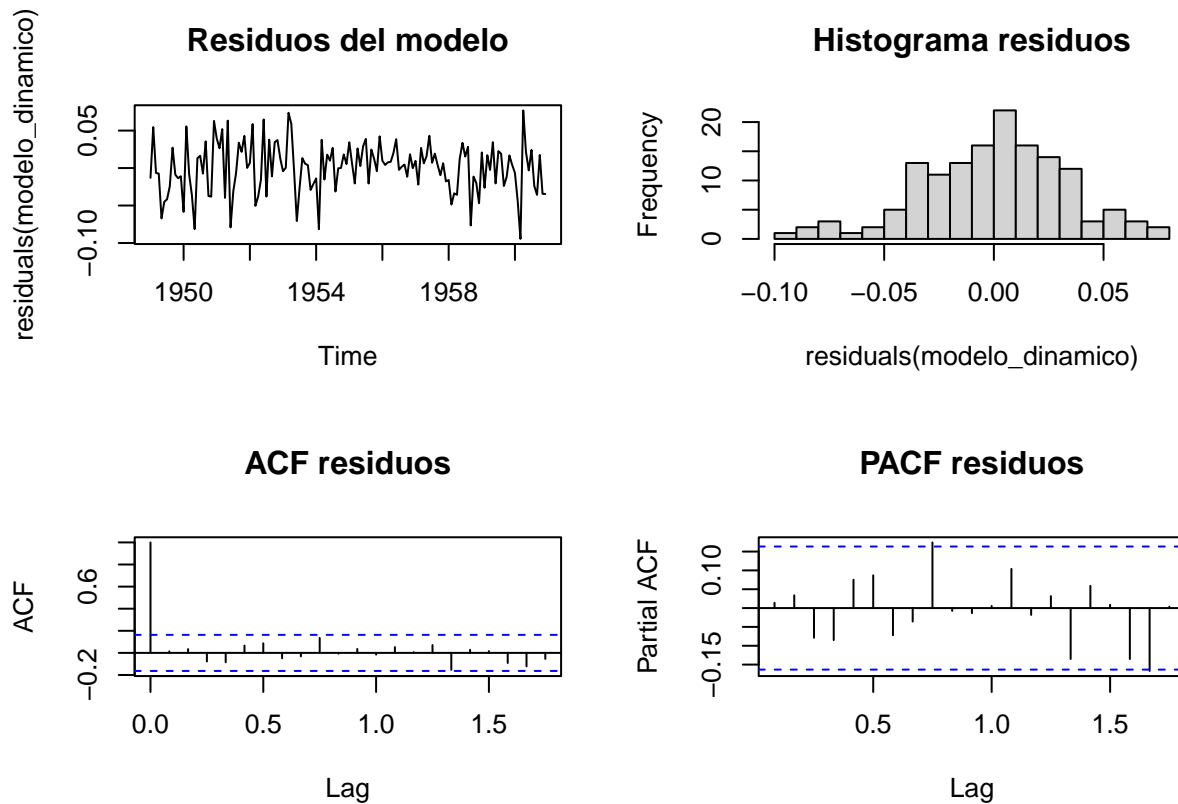 Residuos del modelo
residuals(modelo_dinamico)
0.05
−0.10
1950
1954
1958
Time
Histograma residuos
Frequency
20
10
0
−0.10
−0.05
0.00
0.05
residuals(modelo_dinamico)
ACF residuos
ACF
0.6
−0.2
0.0
0.5
1.0
1.5
Lag
PACF residuos
Partial ACF
0.10
−0.15
0.5
1.0
1.5
Lag